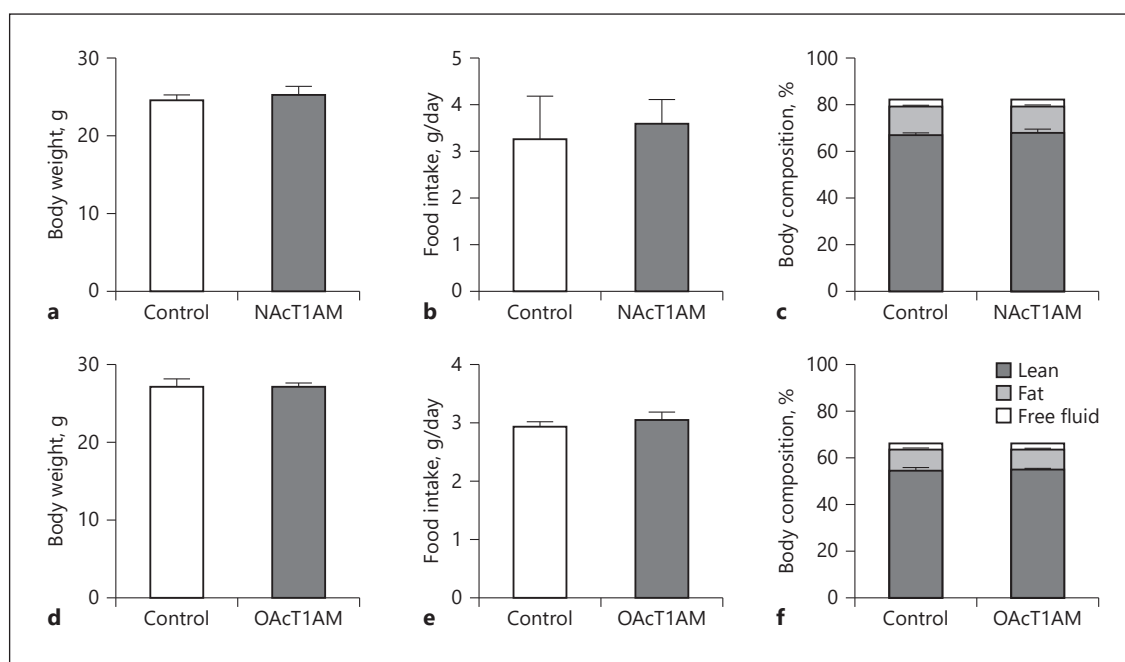 Body weight, g
30
20
10
0
Control
NAcT1AM
a
Food intake, g/day
5
4
3
2
1
0
Control
NAcT1AM
b
Body composition, %
100
80
60
40
20
0
Control
NAcT1AM
c
Body weight, g
30
20
10
0
Control
OAcT1AM
d
Food intake, g/day
4
3
2
1
0
Control
OAcT1AM
e
Body composition, %
100
80
60
40
20
0
Lean
Fat
Free fluid
Control
OAcT1AM
f